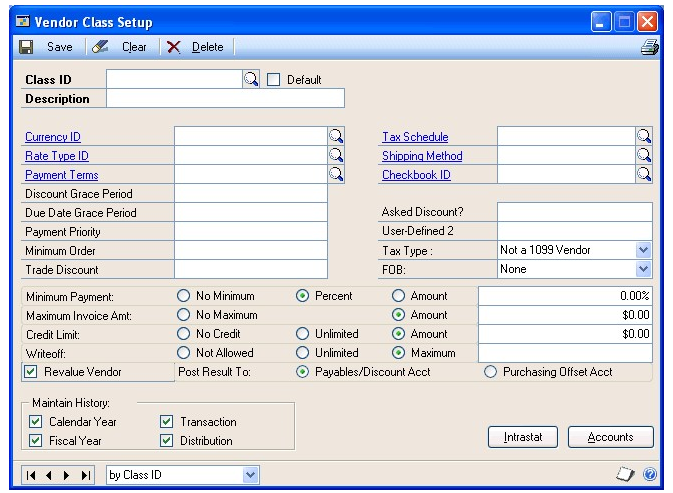 Vendor Class Setup
Save Clear Delete
Class ID Default
Description
Currency ID Tax Schedule
Rate Type ID Shipping Method
Payment Terms Checkbook ID
Discount Grace Period
Due Date Grace Period Asked Discount?
Payment Priority User-Defined 2
Minimum Order Tax Type : Not a 1099 Vendor
Trade Discount FOB: None
Minimum Payment: No Minimum Percent Amount 0.00%
Maximum Invoice Amt: No Maximum Amount $0.00
Credit Limit: No Credit Unlimited Amount $0.00
Writeoff: Not Allowed Unlimited Maximum
Revalue Vendor Post Result To: Payables/Discount Acct Purchasing Offset Acct
Maintain History:
Calendar Year Transaction
Fiscal Year Distribution
Intrastat Accounts
by Class ID